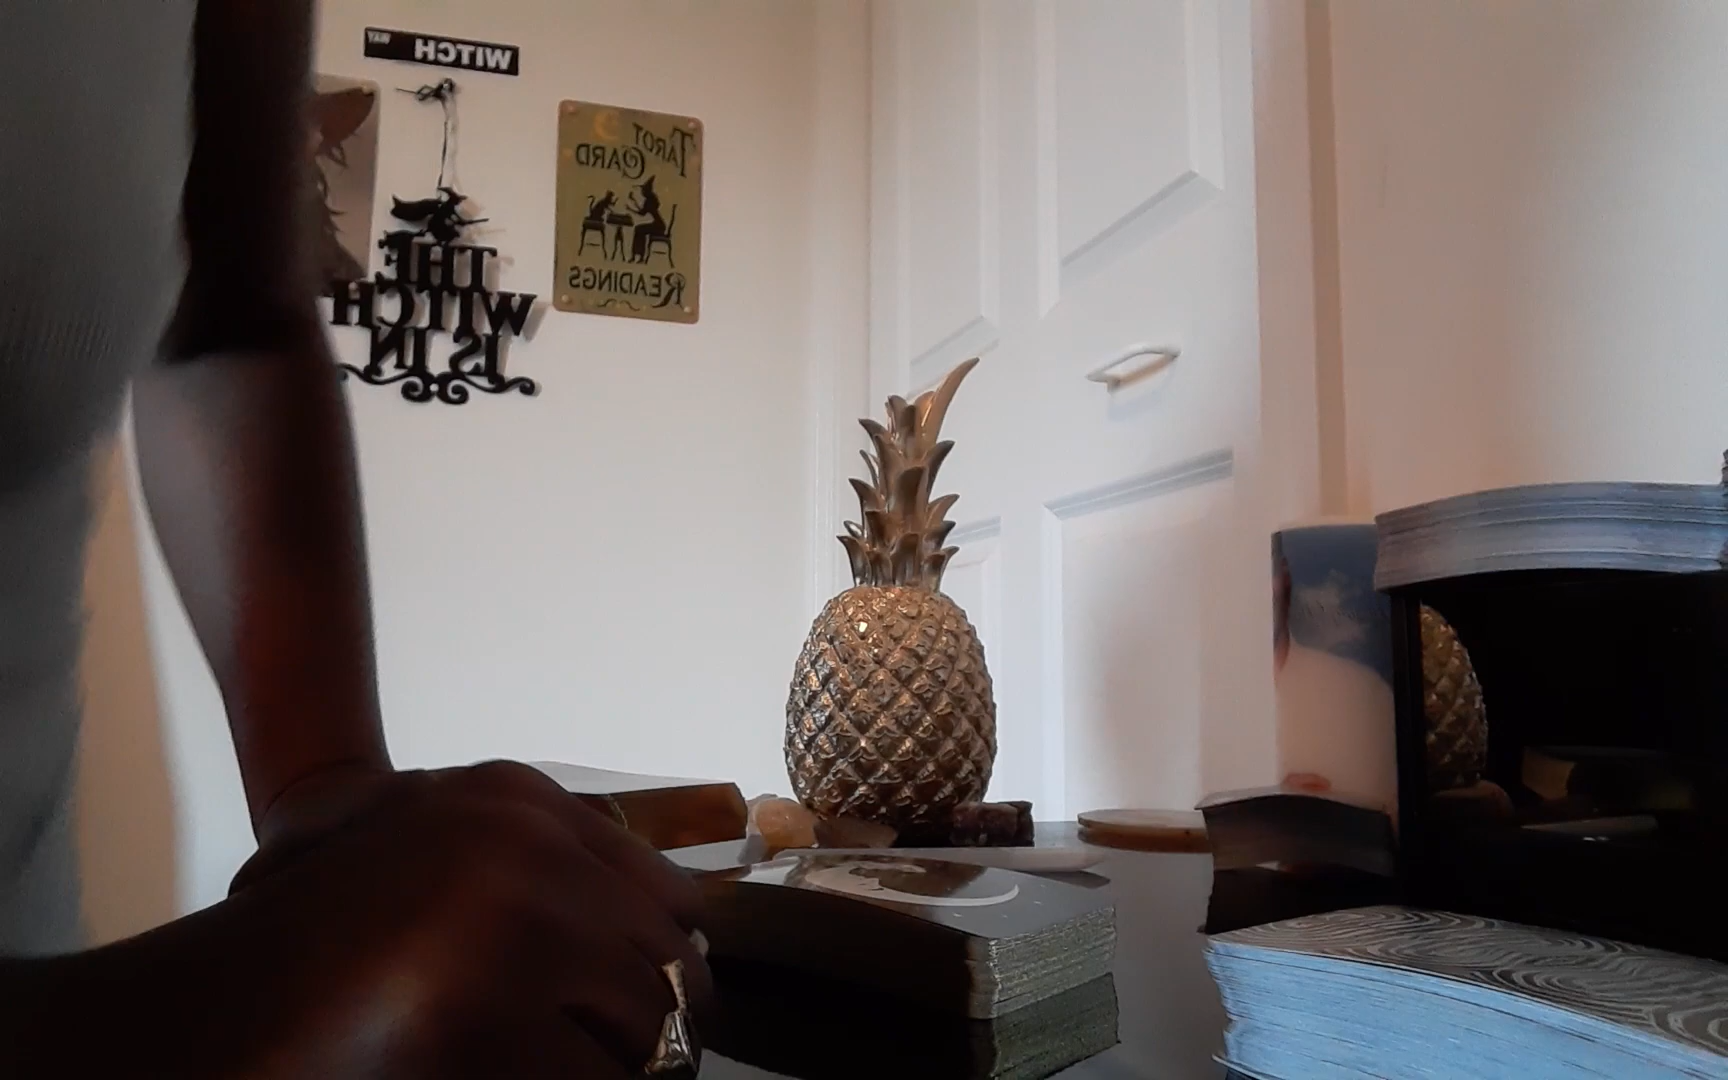 WITCH WAY
THE
WITCH
IS IN
TAROT
CARD
READINGS